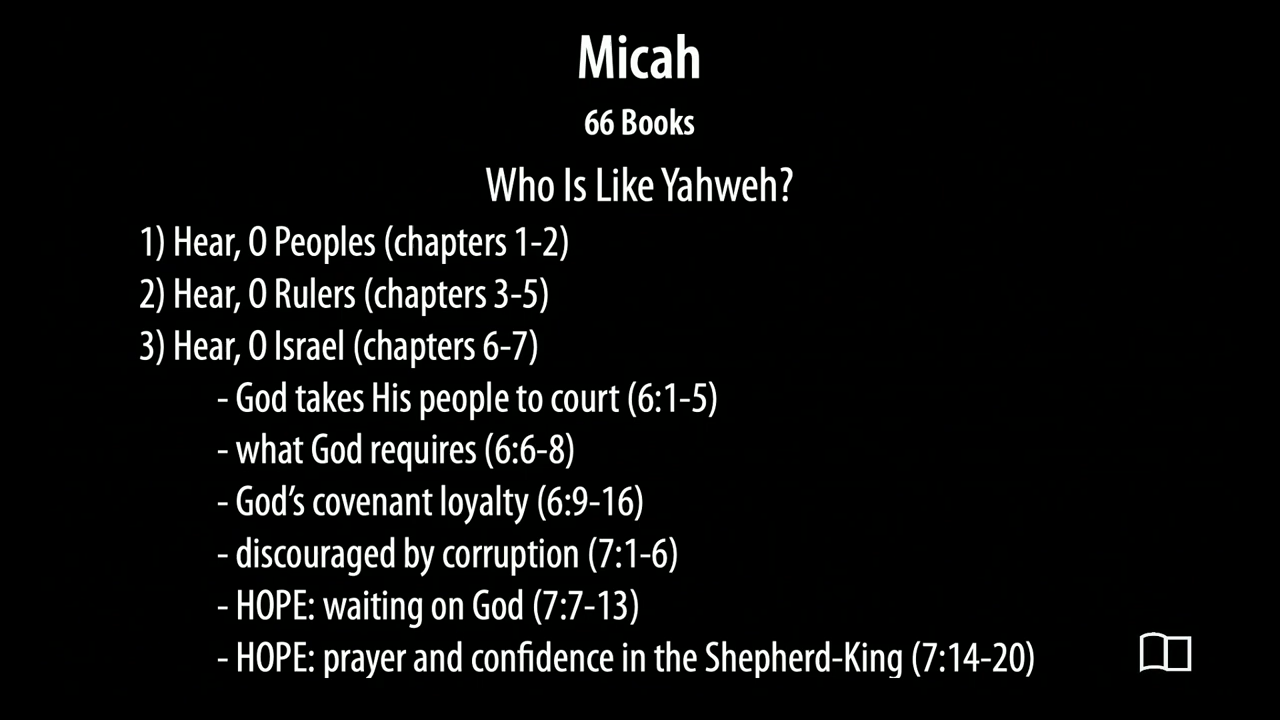 Micah
66 Books
Who Is Like Yahweh?
1) Hear, O Peoples (chapters 1-2)
2) Hear, O Rulers (chapters 3-5)
3) Hear, O Israel (chapters 6-7)
- God takes His people to court (6:1-5)
- what God requires (6:6-8)
- God’s covenant loyalty (6:9-16)
- discouraged by corruption (7:1-6)
- HOPE: waiting on God (7:7-13)
- HOPE: prayer and confidence in the Shepherd-King (7:14-20)